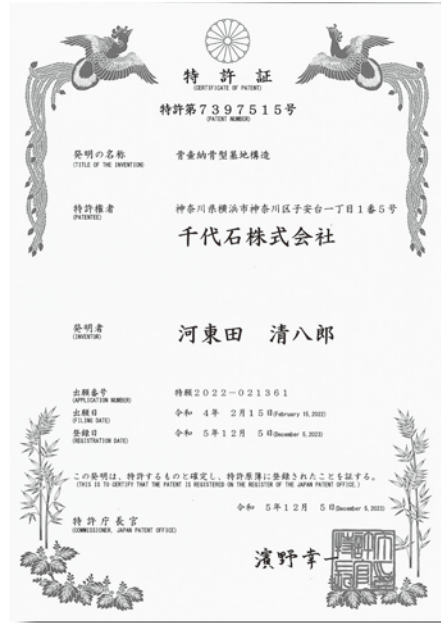 特許証
(CERTIFICATE OF PATENT)
特許第7397515号
(PATENT NUMBER)
発明の名称
(TITLE OF THE INVENTION)
骨壷納骨型墓地構造
特許権者
(PATENTEE)
神奈川県横浜市神奈川区子安台一丁目1番5号
千代石株式会社
発明者
(INVENTOR)
河東田 清八郎
出願番号
(APPLICATION NUMBER)
特願2022-021361
出願日
(FILING DATE)
令和 4年 2月15日(February 15,2022)
登録日
(REGISTRATION DATE)
令和 5年12月 5日(December 5,2023)
この発明は、特許するものと確定し、特許原簿に登録されたことを証する。
(THIS IS TO CERTIFY THAT THE PATENT IS REGISTERED ON THE REGISTER OF THE JAPAN PATENT OFFICE.)
令和 5年12月 5日(December 5,2023)
特許庁長官
(COMMISSIONER, JAPAN PATENT OFFICE)
濱野幸一